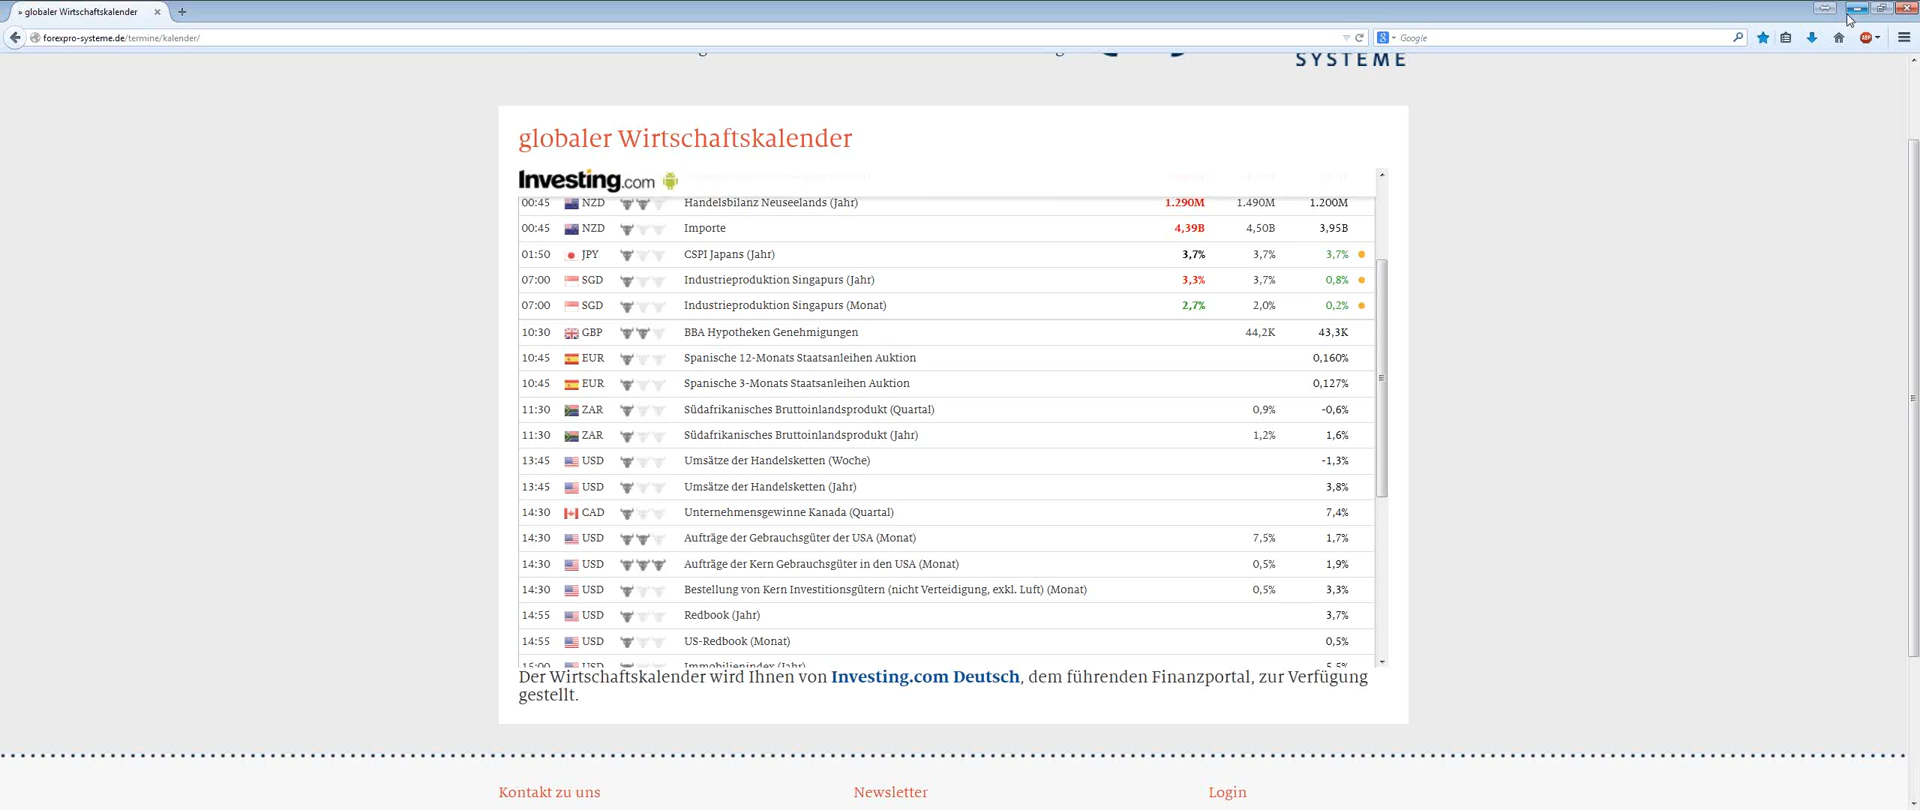 » globaler Wirtschaftskalender
forexpro-systeme.de/termine/kalender/
Google
SYSTEME
globaler Wirtschaftskalender
Investing.com
00:45 NZD Handelsbilanz Neuseelands (Jahr) 1.290M 1.490M 1.200M
00:45 NZD Importe 4,39B 4,50B 3,95B
01:50 JPY CSPI Japans (Jahr) 3,7% 3,7% 3,7%
07:00 SGD Industrieproduktion Singapurs (Jahr) 3,3% 3,7% 0,8%
07:00 SGD Industrieproduktion Singapurs (Monat) 2,7% 2,0% 0,2%
10:30 GBP BBA Hypotheken Genehmigungen 44,2K 43,3K
10:45 EUR Spanische 12-Monats Staatsanleihen Auktion 0,160%
10:45 EUR Spanische 3-Monats Staatsanleihen Auktion 0,127%
11:30 ZAR Südafrikanisches Bruttoinlandsprodukt (Quartal) 0,9% -0,6%
11:30 ZAR Südafrikanisches Bruttoinlandsprodukt (Jahr) 1,2% 1,6%
13:45 USD Umsätze der Handelsketten (Woche) -1,3%
13:45 USD Umsätze der Handelsketten (Jahr) 3,8%
14:30 CAD Unternehmensgewinne Kanada (Quartal) 7,4%
14:30 USD Aufträge der Gebrauchsgüter der USA (Monat) 7,5% 1,7%
14:30 USD Aufträge der Kern Gebrauchsgüter in den USA (Monat) 0,5% 1,9%
14:30 USD Bestellung von Kern Investitionsgütern (nicht Verteidigung, exkl. Luft) (Monat) 0,5% 3,3%
14:55 USD Redbook (Jahr) 3,7%
14:55 USD US-Redbook (Monat) 0,5%
15:00 USD Immobilienindex (Jahr) 5,5%
Der Wirtschaftskalender wird Ihnen von Investing.com Deutsch, dem führenden Finanzportal, zur Verfügung
gestellt.
Kontakt zu uns Newsletter Login